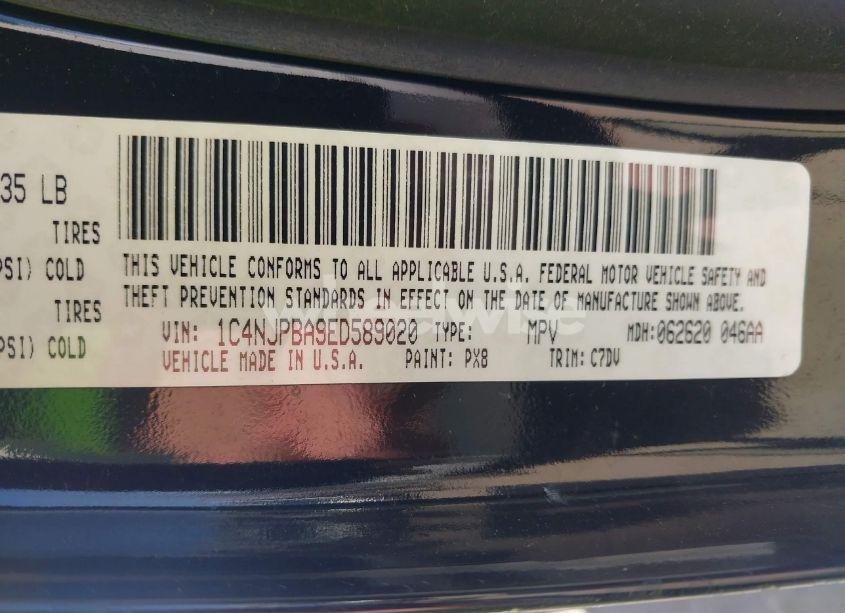 35 LB
TIRES
PSI) COLD
TIRES
PSI) COLD
THIS VEHICLE CONFORMS TO ALL APPLICABLE U.S.A. FEDERAL MOTOR VEHICLE SAFETY AND
THEFT PREVENTION STANDARDS IN EFFECT ON THE DATE OF MANUFACTURE SHOWN ABOVE.
VIN: 1C4NJPBA9ED589020 TYPE: MPV MDH:062620 046AA
VEHICLE MADE IN U.S.A. PAINT: PX8 TRIM: C7DV